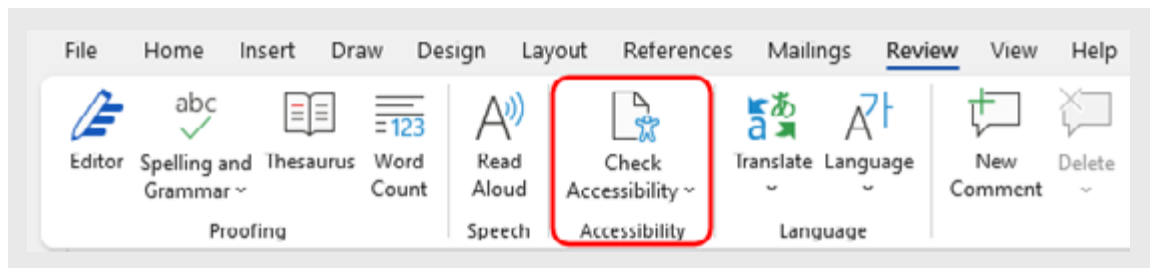 File Home Insert Draw Design Layout References Mailings Review View Help
abc
123
A
あ
a
A가
Editor Spelling and Thesaurus Word Read Check Translate Language New Delete
Grammar Count Aloud Accessibility Comment
Proofing Speech Accessibility Language